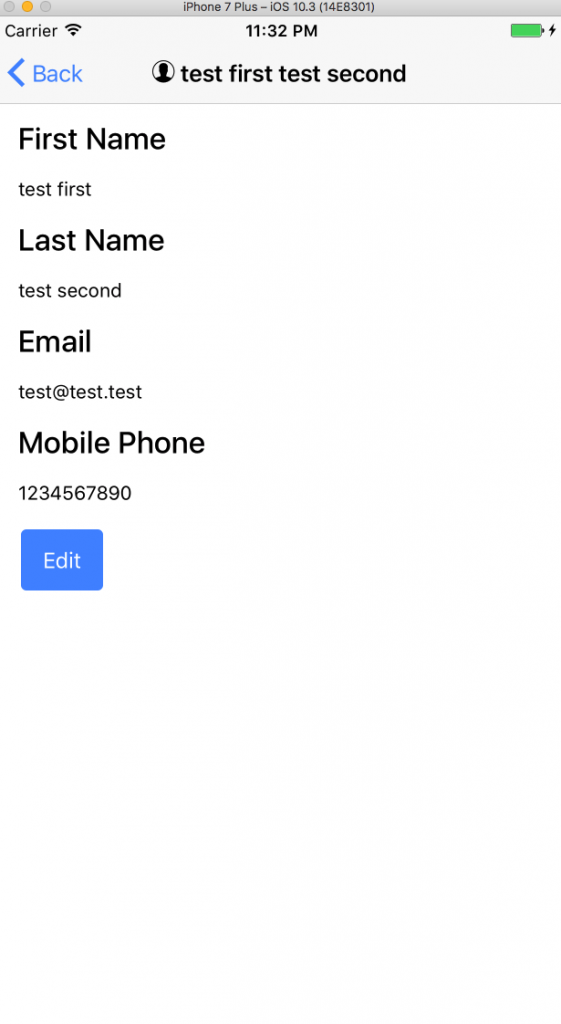 iPhone 7 Plus – iOS 10.3 (14E8301)
Carrier 11:32 PM
Back test first test second
First Name
test first
Last Name
test second
Email
test@test.test
Mobile Phone
1234567890
Edit